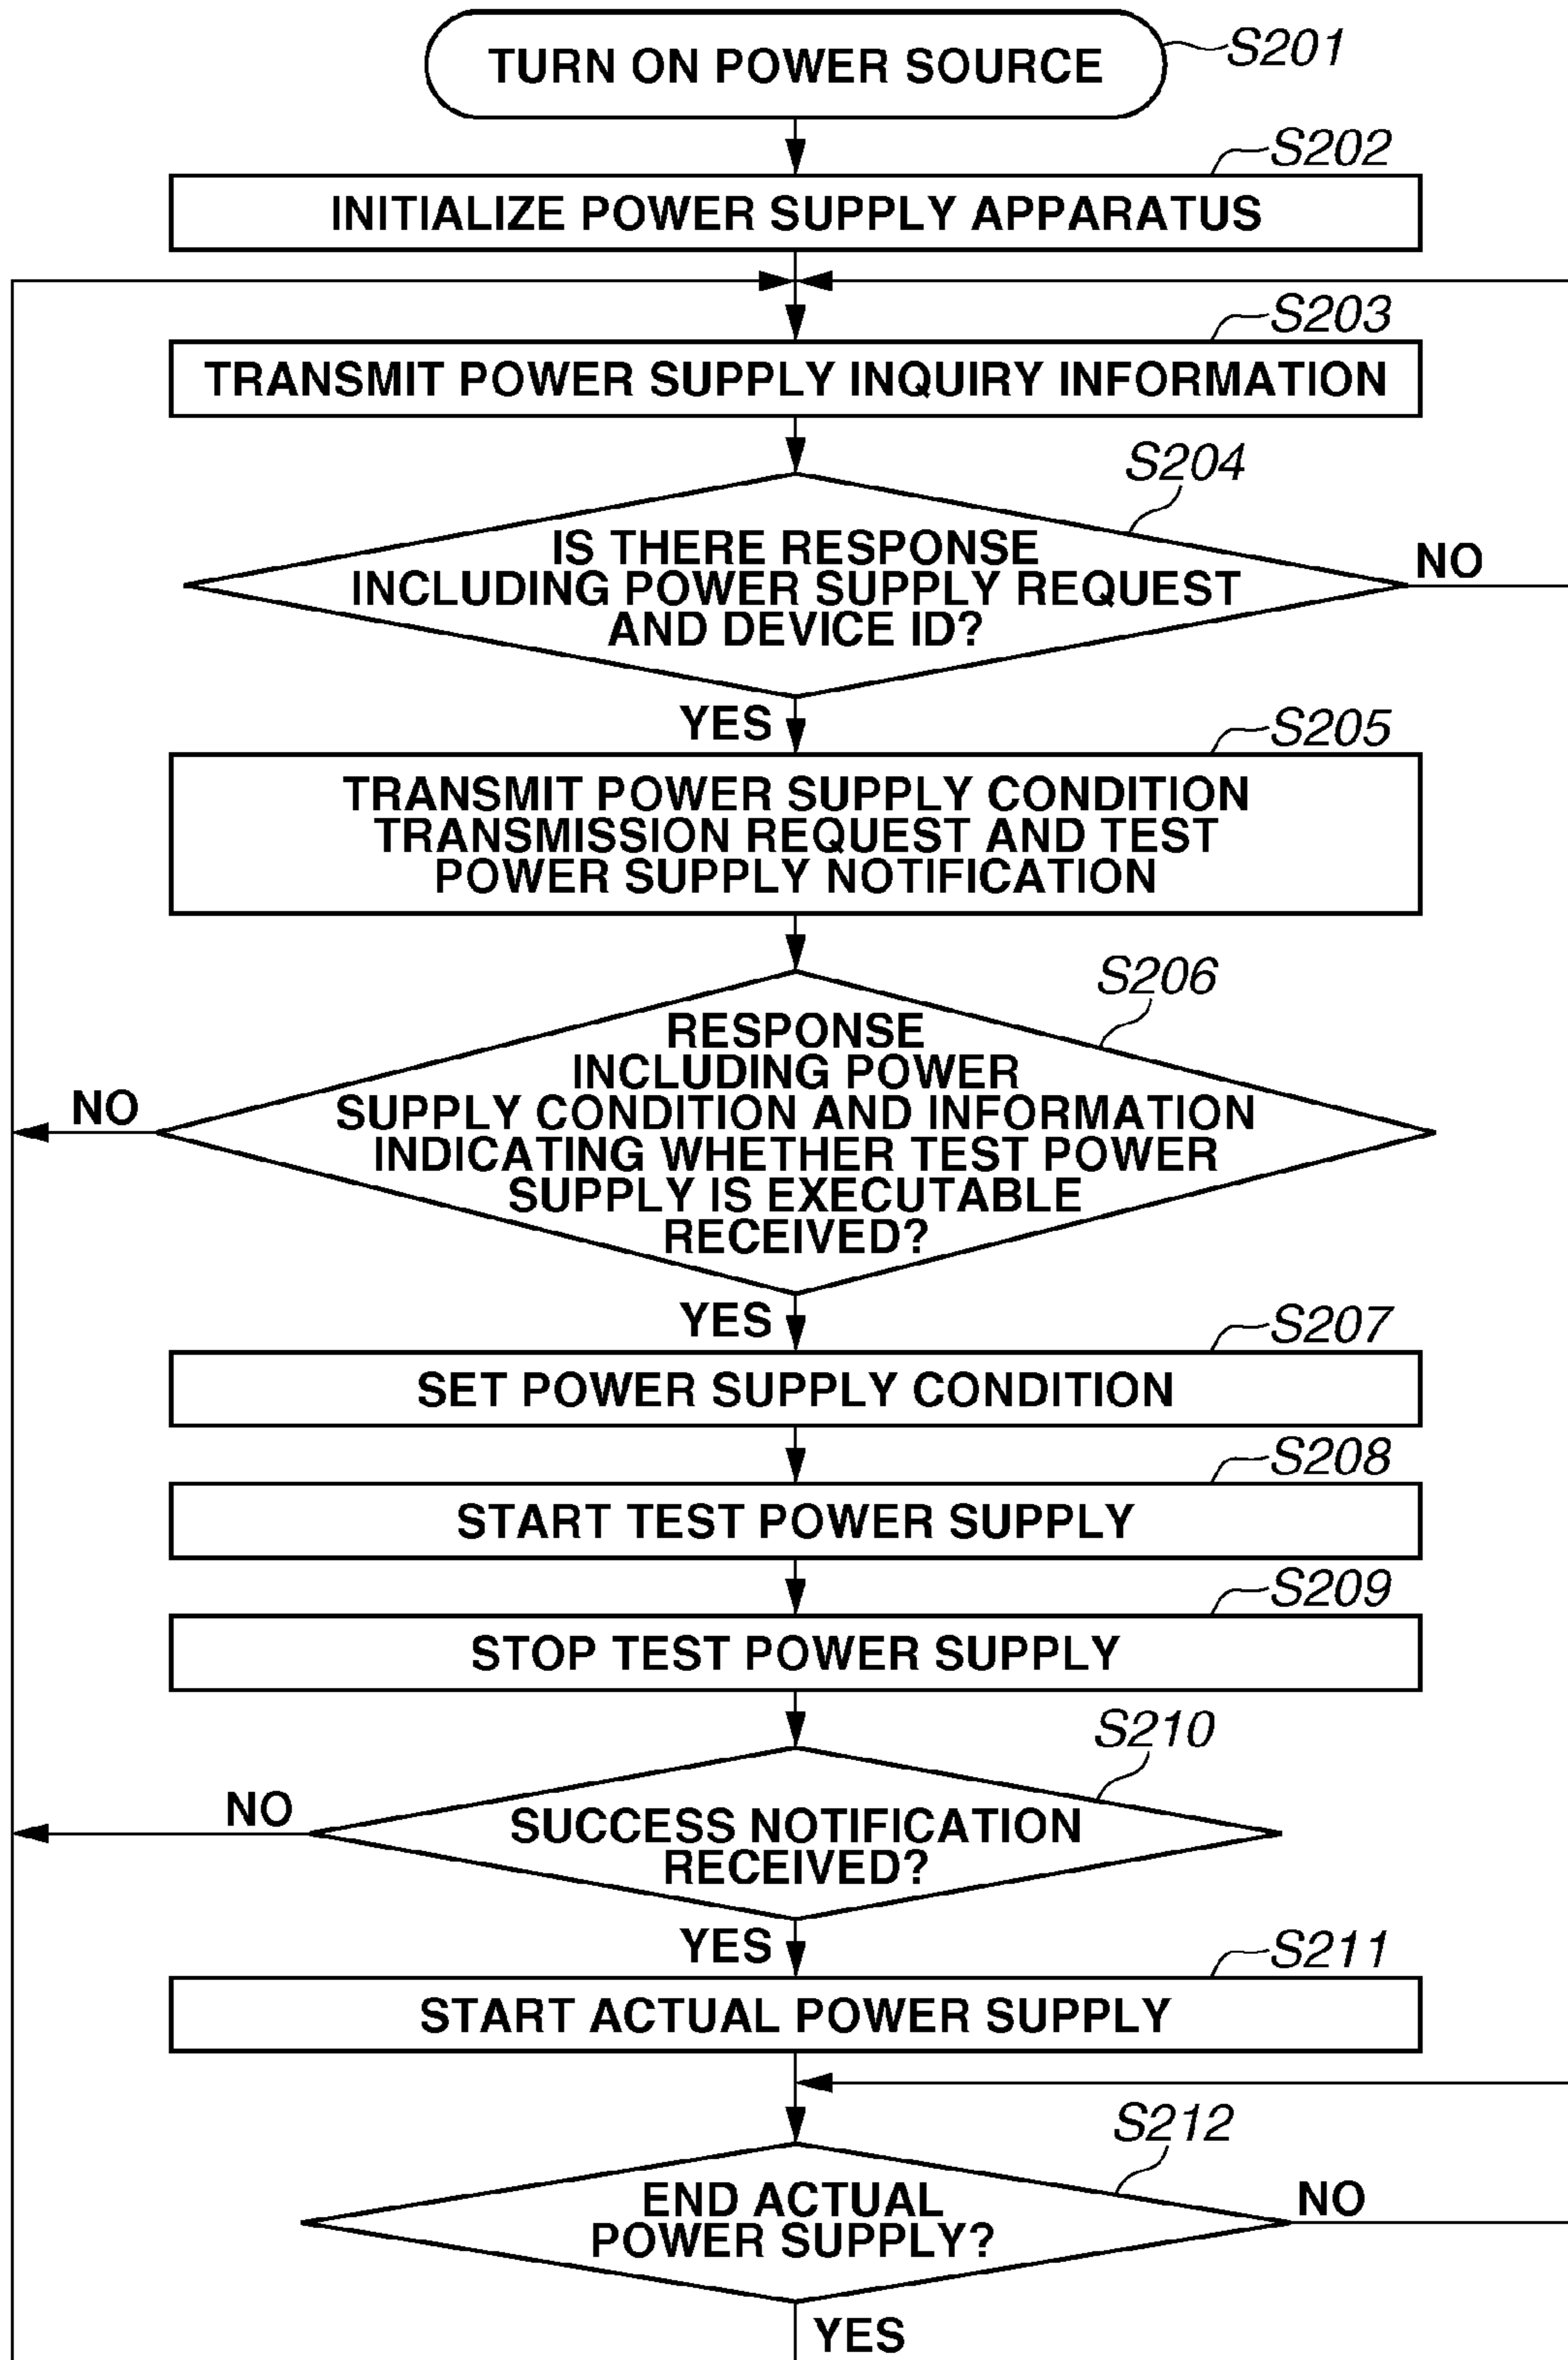 TURN ON POWER SOURCE
S201
S202
INITIALIZE POWER SUPPLY APPARATUS
S203
TRANSMIT POWER SUPPLY INQUIRY INFORMATION
S204
IS THERE RESPONSE
INCLUDING POWER SUPPLY REQUEST
AND DEVICE ID?
NO
YES
S205
TRANSMIT POWER SUPPLY CONDITION
TRANSMISSION REQUEST AND TEST
POWER SUPPLY NOTIFICATION
S206
RESPONSE
INCLUDING POWER
SUPPLY CONDITION AND INFORMATION
INDICATING WHETHER TEST POWER
SUPPLY IS EXECUTABLE
RECEIVED?
NO
YES
S207
SET POWER SUPPLY CONDITION
S208
START TEST POWER SUPPLY
S209
STOP TEST POWER SUPPLY
S210
NO
SUCCESS NOTIFICATION
RECEIVED?
YES
S211
START ACTUAL POWER SUPPLY
S212
END ACTUAL
POWER SUPPLY?
NO
YES